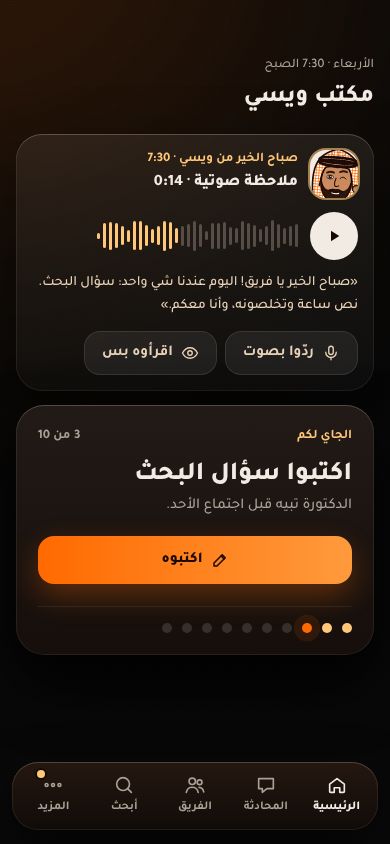 الأربعاء · 7:30 الصبح
مكتب ويسي
صباح الخير من ويسي · 7:30
ملاحظة صوتية · 0:14
«صباح الخير يا فريق! اليوم عندنا شي واحد: سؤال البحث.
نص ساعة وتخلصونه، وأنا معكم.»
ردّوا بصوت
اقرأوه بس
الجاي لكم
3 من 10
اكتبوا سؤال البحث
الدكتورة تبيه قبل اجتماع الأحد.
اكتبوه
الرئيسية
المحادثة
الفريق
أبحث
المزيد